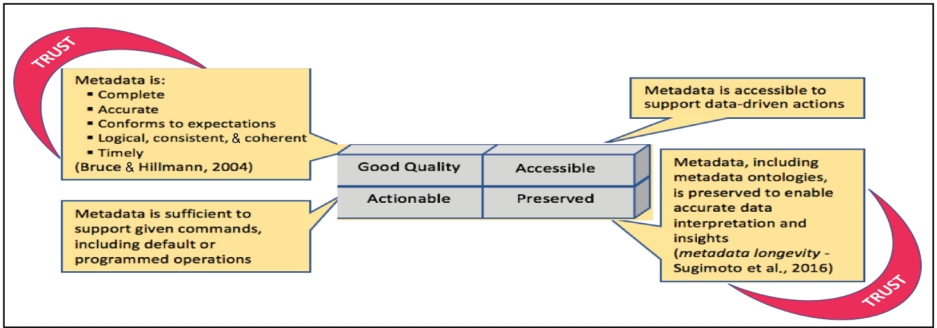 TRUST
Metadata is:
▪ Complete
▪ Accurate
▪ Conforms to expectations
▪ Logical, consistent, & coherent
▪ Timely
(Bruce & Hillmann, 2004)
Metadata is accessible to
support data-driven actions
Good Quality
Accessible
Actionable
Preserved
Metadata is sufficient to
support given commands,
including default or
programmed operations
Metadata, including
metadata ontologies,
is preserved to enable
accurate data
interpretation and
insights
(metadata longevity -
Sugimoto et al., 2016)
TRUST